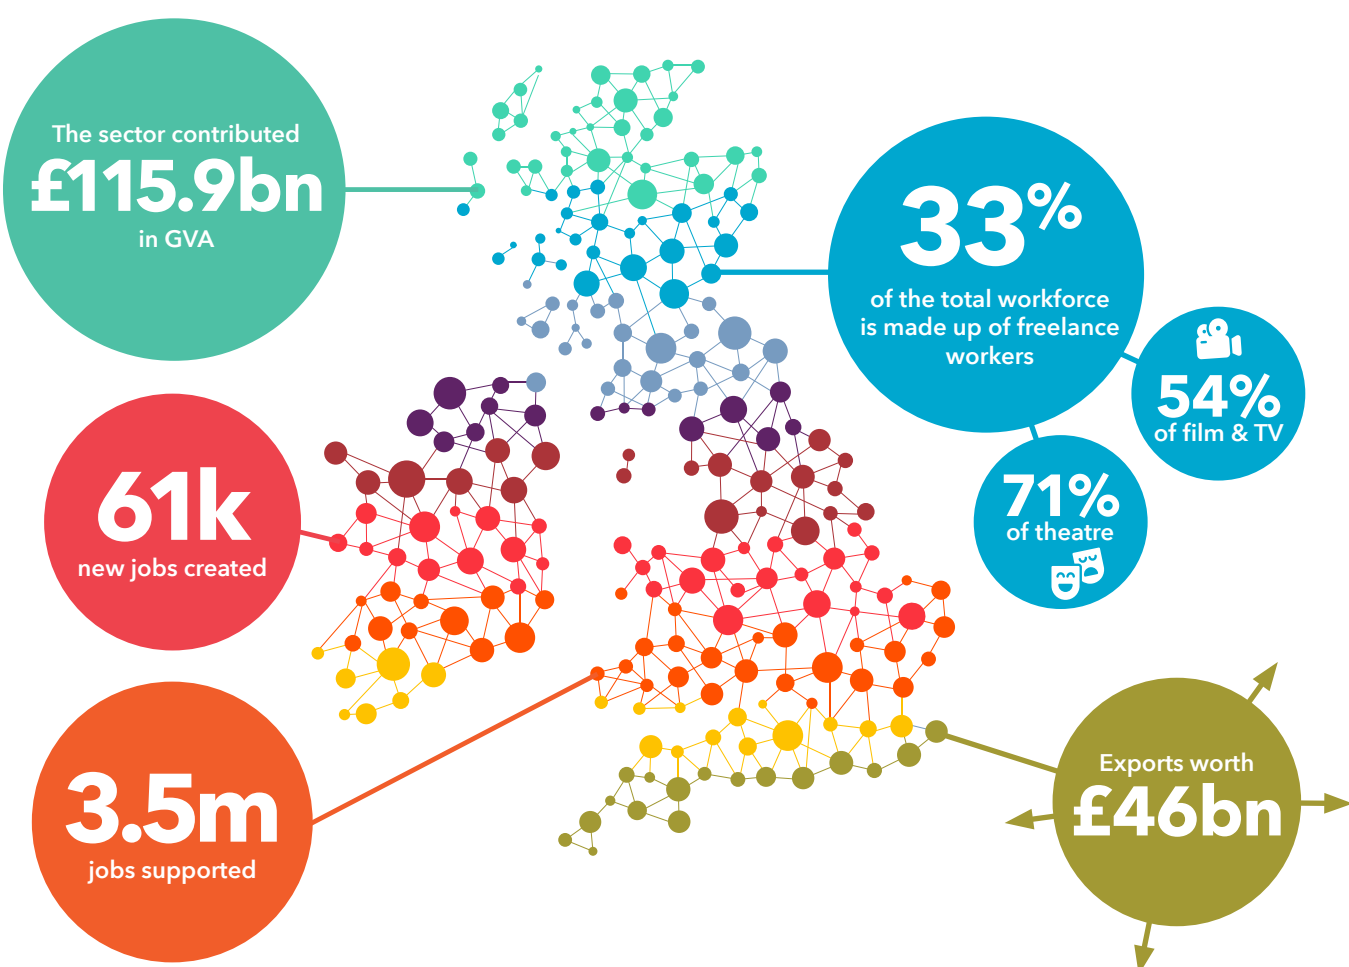 The sector contributed
£115.9bn
in GVA
33%
of the total workforce
is made up of freelance
workers
54%
of film & TV
71%
of theatre
61k
new jobs created
3.5m
jobs supported
Exports worth
£46bn